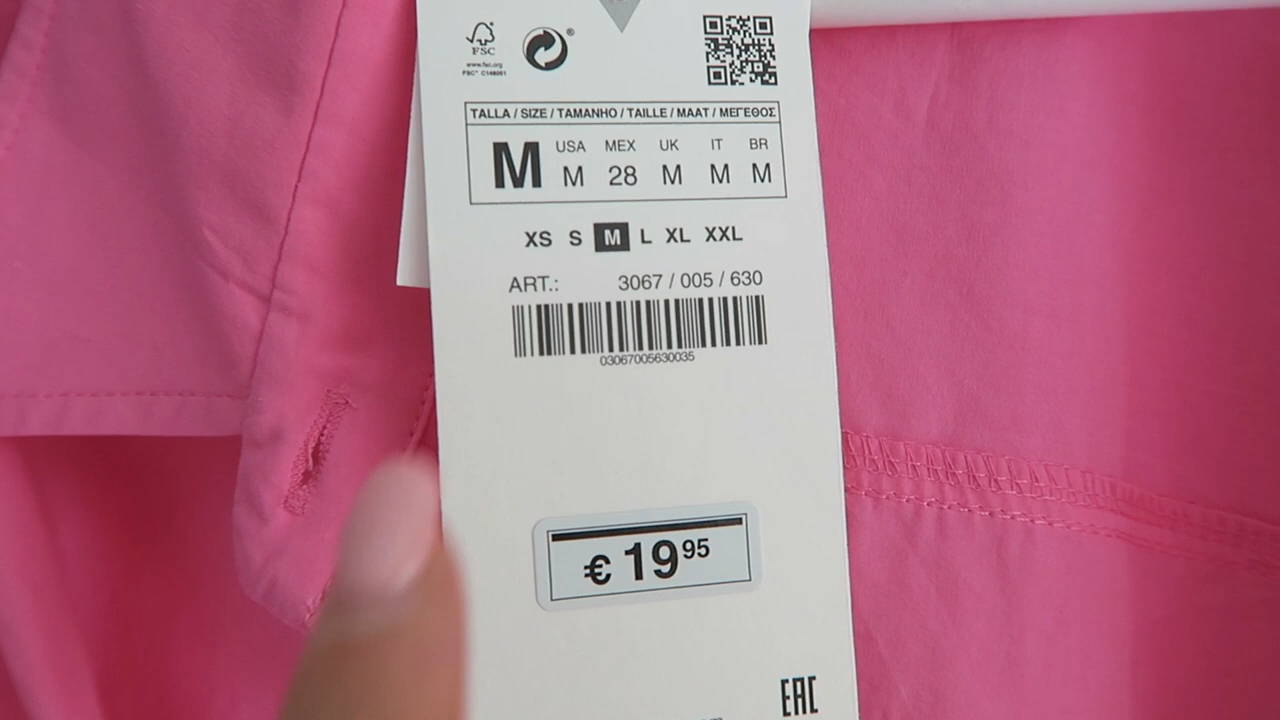 FSC
www.fsc.org
FSC® C148051
®
TALLA / SIZE / TAMANHO / TAILLE / MAAT / ΜΕΓΕΘΟΣ
M
USA MEX UK IT BR
M 28 M M M
XS S M L XL XXL
ART.: 3067 / 005 / 630
03067005630035
€ 19 95
EAC